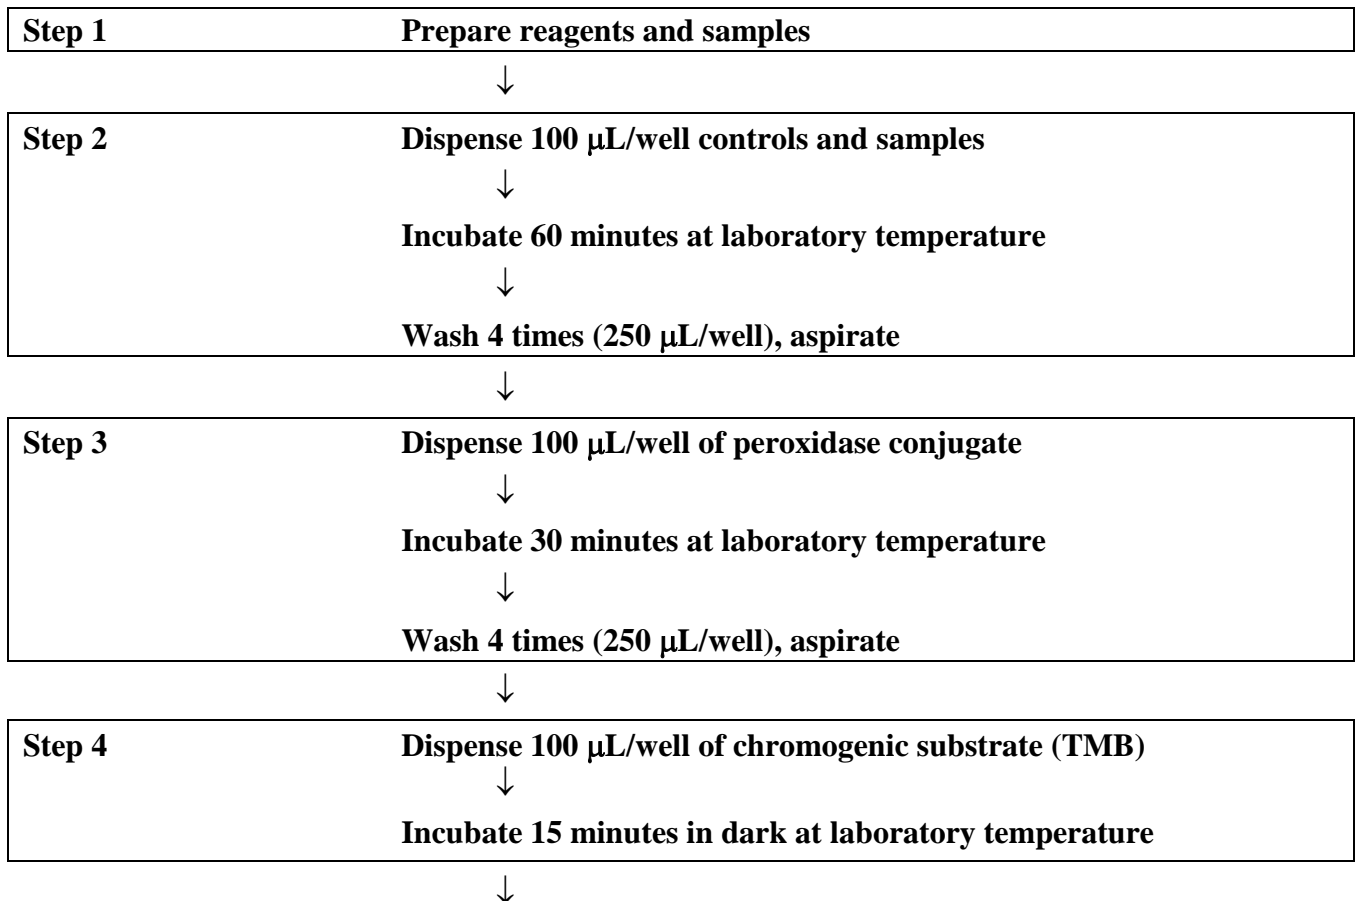 Step 1 Prepare reagents and samples
↓
Step 2 Dispense 100 μL/well controls and samples
↓
Incubate 60 minutes at laboratory temperature
↓
Wash 4 times (250 μL/well), aspirate
↓
Step 3 Dispense 100 μL/well of peroxidase conjugate
↓
Incubate 30 minutes at laboratory temperature
↓
Wash 4 times (250 μL/well), aspirate
↓
Step 4 Dispense 100 μL/well of chromogenic substrate (TMB)
↓
Incubate 15 minutes in dark at laboratory temperature
↓